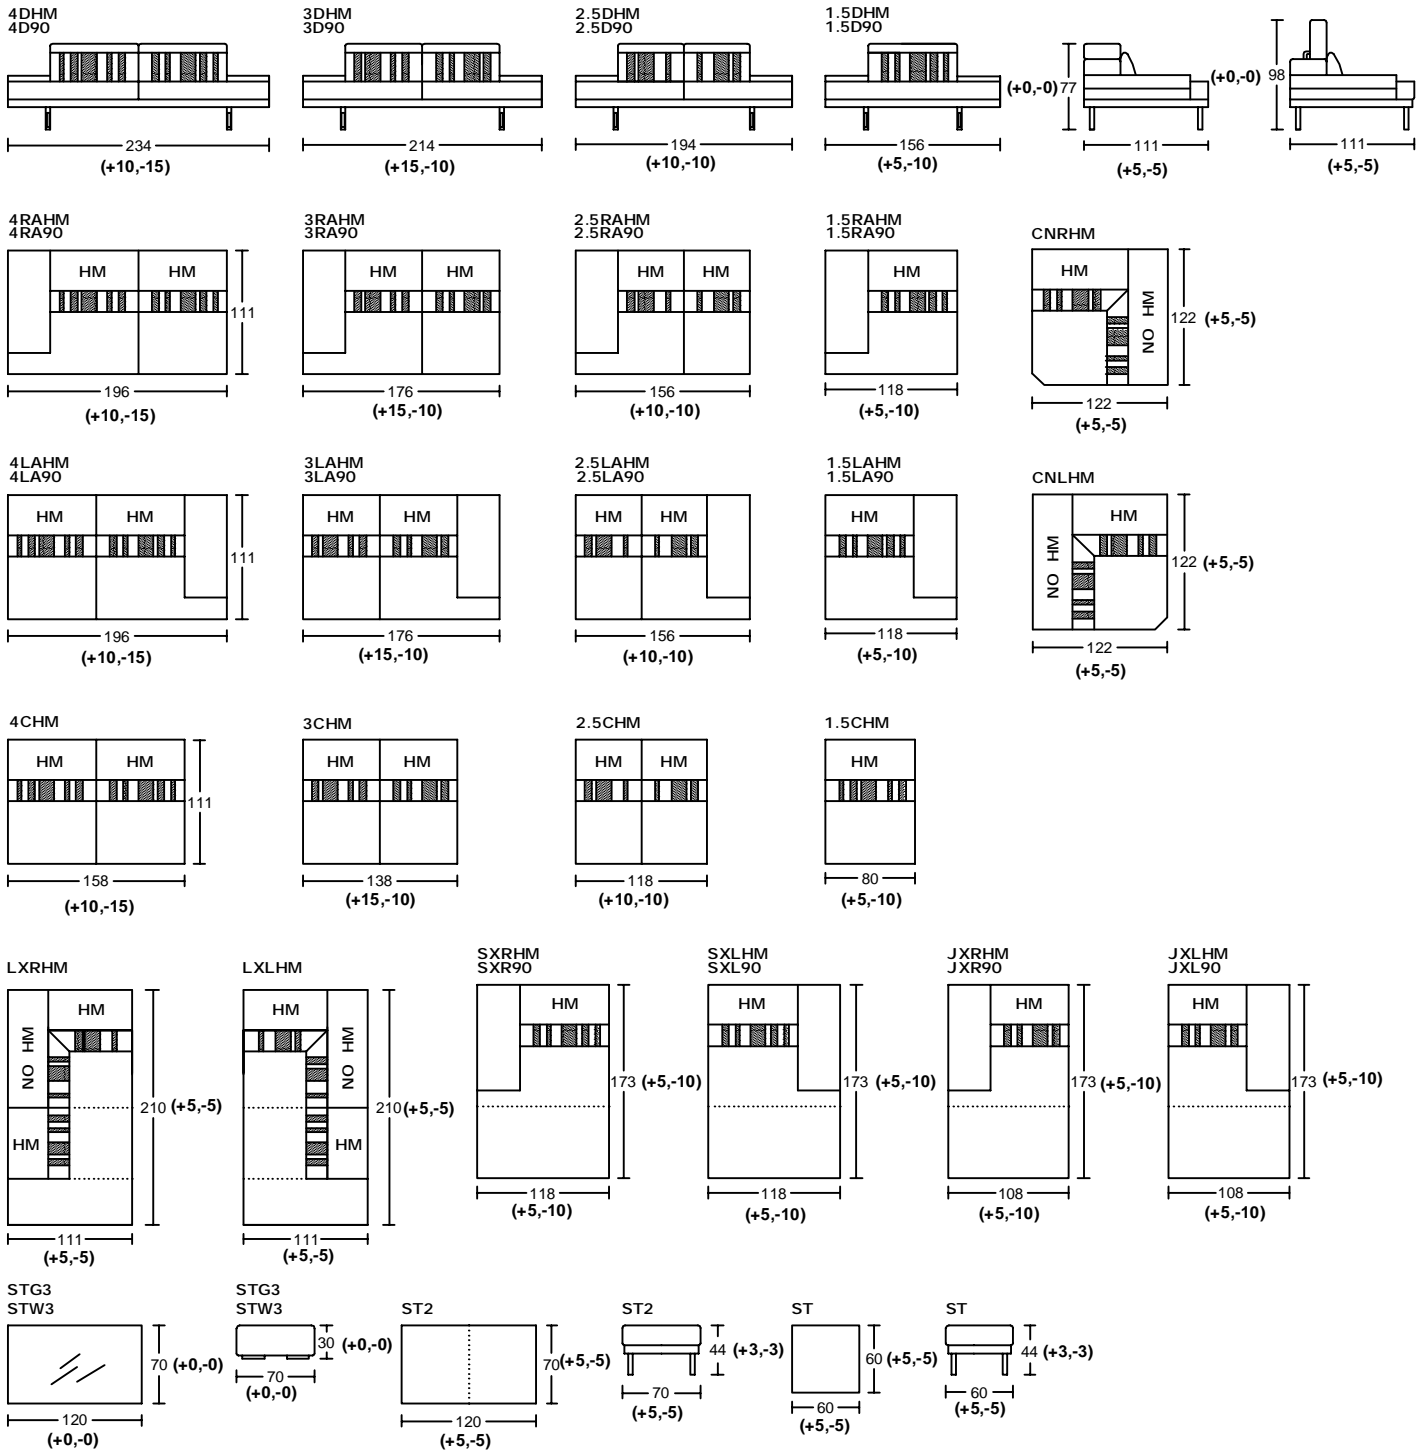 4DHM
4D90
3DHM
3D90
2.5DHM
2.5D90
1.5DHM
1.5D90
234
(+10,-15)
214
(+15,-10)
194
(+10,-10)
156
(+5,-10)
(+0,-0) 77
111
(+5,-5)
(+0,-0) 98
111
(+5,-5)
4RAHM
4RA90
HM HM
111
196
(+10,-15)
3RAHM
3RA90
HM HM
176
(+15,-10)
2.5RAHM
2.5RA90
HM HM
156
(+10,-10)
1.5RAHM
1.5RA90
HM
118
(+5,-10)
CNRHM
HM
NO HM
122 (+5,-5)
122
(+5,-5)
4LAHM
4LA90
HM HM
111
196
(+10,-15)
3LAHM
3LA90
HM HM
176
(+15,-10)
2.5LAHM
2.5LA90
HM HM
156
(+10,-10)
1.5LAHM
1.5LA90
HM
118
(+5,-10)
CNLHM
HM
NO HM
122 (+5,-5)
122
(+5,-5)
4CHM
HM HM
111
158
(+10,-15)
3CHM
HM HM
138
(+15,-10)
2.5CHM
HM HM
118
(+10,-10)
1.5CHM
HM
80
(+5,-10)
LXRHM
HM
NO HM
HM
210 (+5,-5)
111
(+5,-5)
LXLHM
HM
NO HM
HM
210 (+5,-5)
111
(+5,-5)
SXRHM
SXR90
HM
173 (+5,-10)
118
(+5,-10)
SXLHM
SXL90
HM
173 (+5,-10)
118
(+5,-10)
JXRHM
JXR90
HM
173 (+5,-10)
108
(+5,-10)
JXLHM
JXL90
HM
173 (+5,-10)
108
(+5,-10)
STG3
STW3
70 (+0,-0)
120
(+0,-0)
STG3
STW3
30 (+0,-0)
70
(+0,-0)
ST2
70 (+5,-5)
120
(+5,-5)
ST2
44 (+3,-3)
70
(+5,-5)
ST
60 (+5,-5)
60
(+5,-5)
ST
44 (+3,-3)
60
(+5,-5)